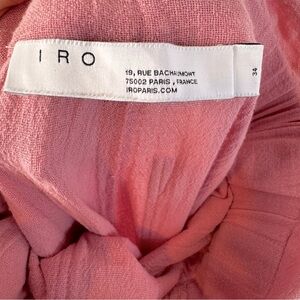 IRO
19, RUE BACHAUMONT
75002 PARIS, FRANCE
IROPARIS.COM
34